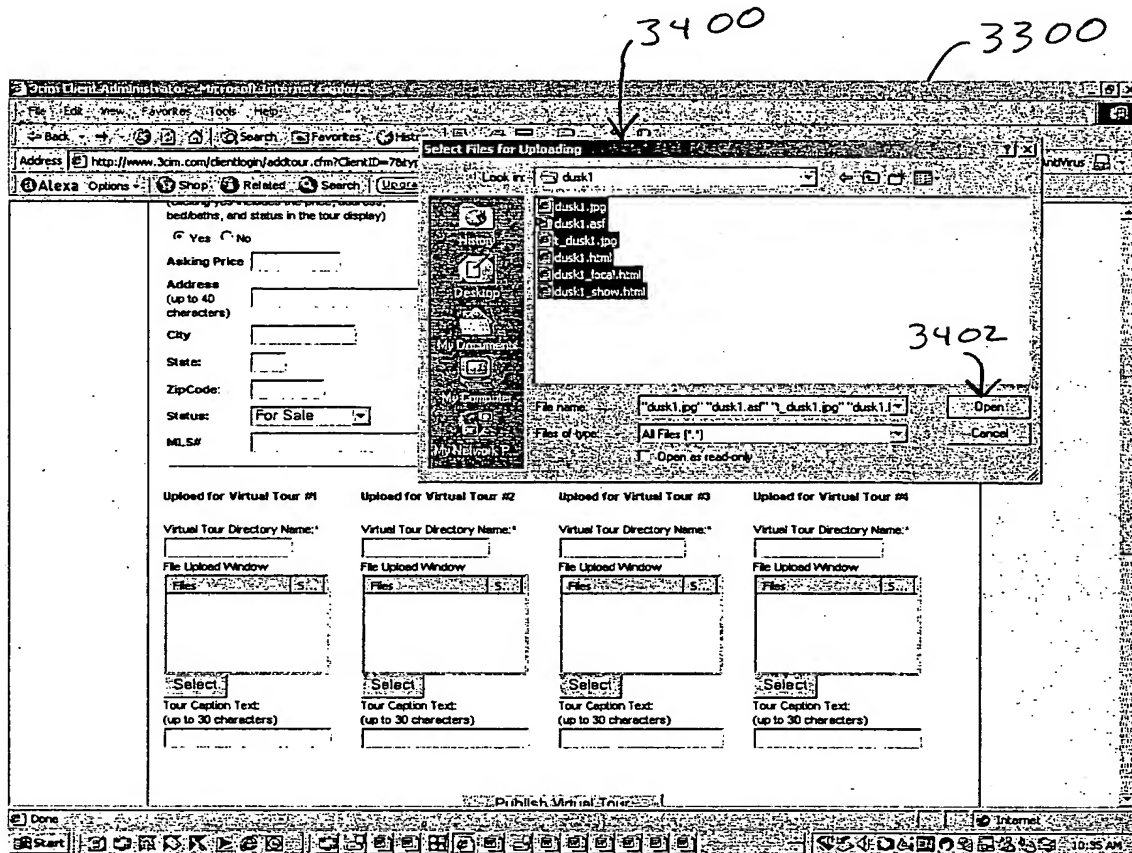 3400
3300
3cim Client Administrator - Microsoft Internet Explorer
File Edit View Favorites Tools Help
Back Search Favorites
Address http://www.3cim.com/clientlogin/addtour.cfm?ClientID=78&typ
AntiVirus
Alexa Options Shop Related Search
Select Files for Uploading
Look in: dusk1
History
Desktop
My Documents
My Computer
My Network P...
dusk1.jpg
dusk1.asf
t_dusk1.jpg
dusk1.html
dusk1_local.html
dusk1_show.html
3402
File name: "dusk1.jpg" "dusk1.asf" "t_dusk1.jpg" "dusk1.
Open
Files of type: All Files (*.*)
Cancel
Open as read-only
bed/baths, and status in the tour display)
Yes No
Asking Price
Address
(up to 40
characters)
City
State:
ZipCode:
Status: For Sale
MLS#
Upload for Virtual Tour #1 Upload for Virtual Tour #2 Upload for Virtual Tour #3 Upload for Virtual Tour #4
Virtual Tour Directory Name:* Virtual Tour Directory Name:* Virtual Tour Directory Name:* Virtual Tour Directory Name:*
File Upload Window File Upload Window File Upload Window File Upload Window
Files S... Files S... Files S... Files S...
Select Select Select Select
Tour Caption Text: Tour Caption Text: Tour Caption Text: Tour Caption Text:
(up to 30 characters) (up to 30 characters) (up to 30 characters) (up to 30 characters)
Publish Virtual Tour
Done
Internet
Start
10:35 AM